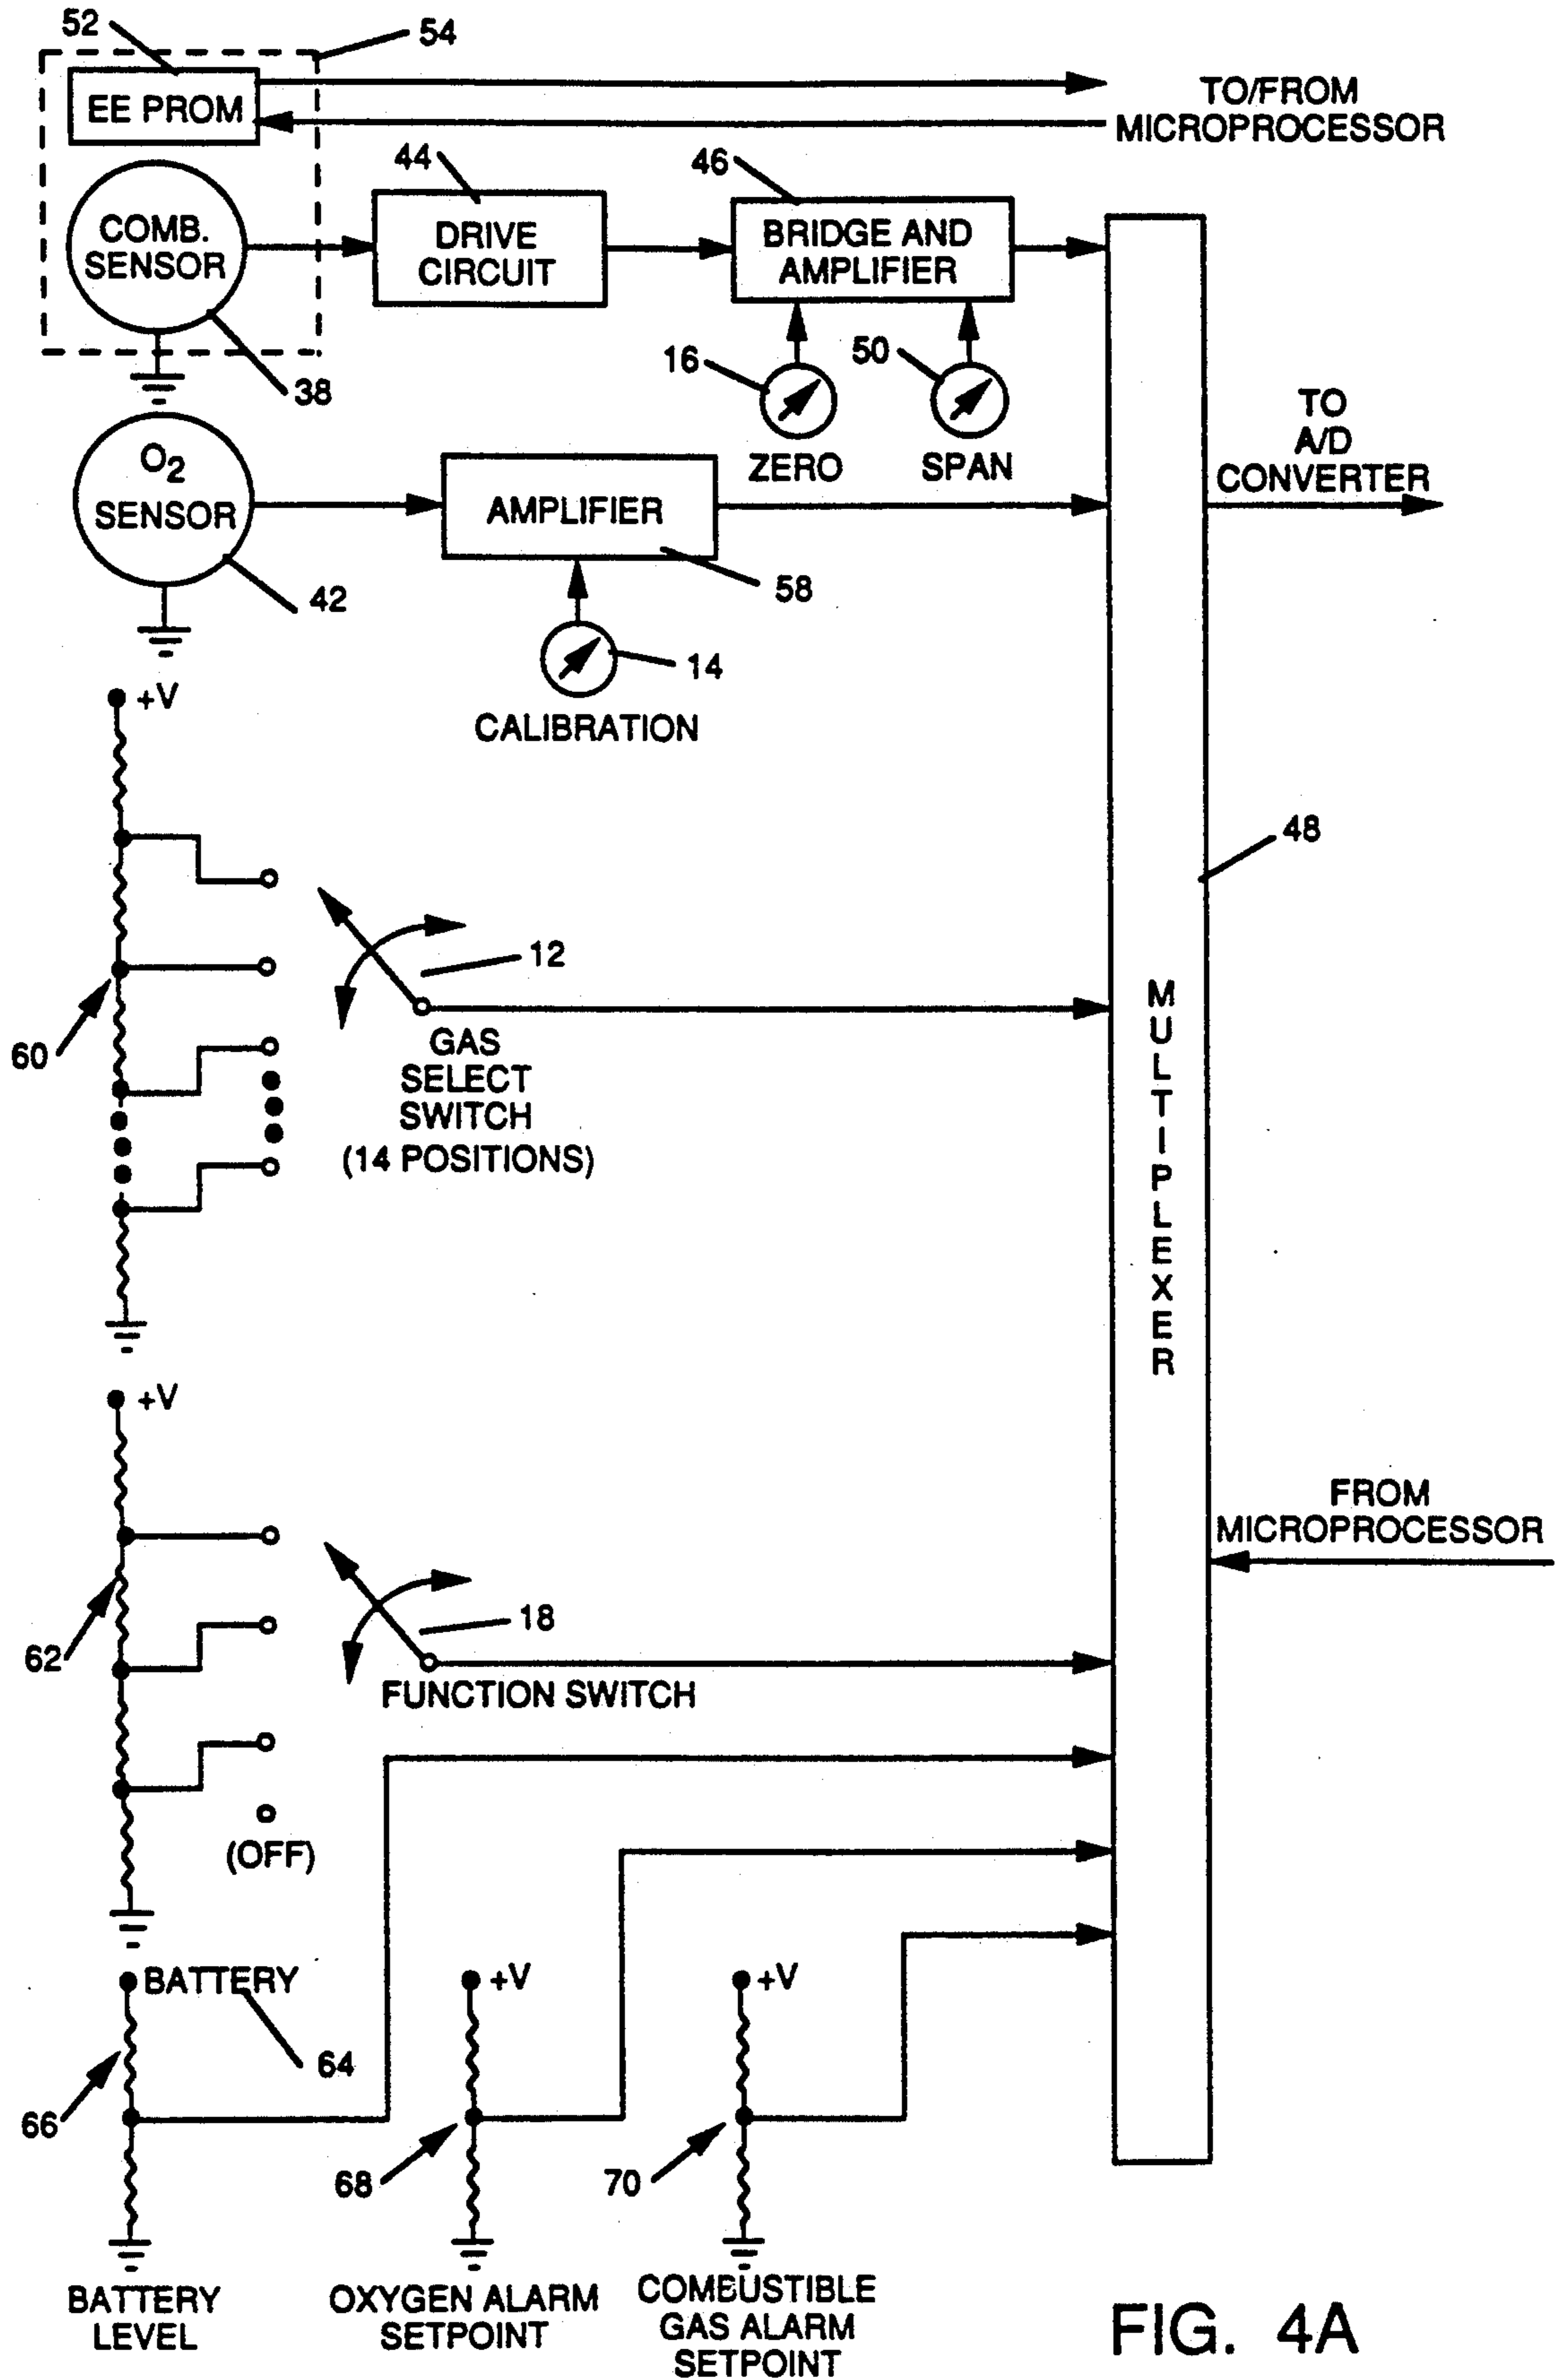 52
54
EE PROM
TO/FROM
MICROPROCESSOR
44
46
COMB.
SENSOR
DRIVE
CIRCUIT
BRIDGE AND
AMPLIFIER
38
16
50
ZERO
SPAN
TO
A/D
CONVERTER
O2
SENSOR
AMPLIFIER
42
58
14
CALIBRATION
+V
48
12
60
GAS
SELECT
SWITCH
(14 POSITIONS)
MULTIPLEXER
+V
FROM
MICROPROCESSOR
18
62
FUNCTION SWITCH
(OFF)
BATTERY
+V
+V
64
66
68
70
BATTERY
LEVEL
OXYGEN ALARM
SETPOINT
COMBUSTIBLE
GAS ALARM
SETPOINT
FIG. 4A